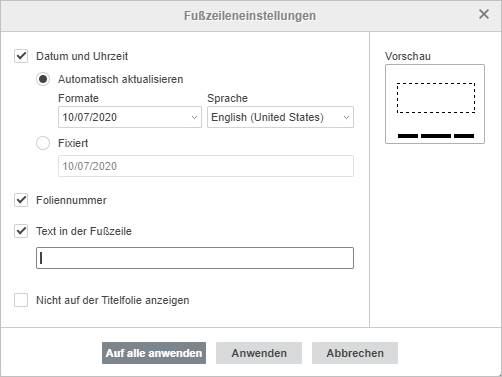 Fußzeileneinstellungen
Datum und Uhrzeit
Automatisch aktualisieren
Formate Sprache
10/07/2020 English (United States)
Fixiert
10/07/2020
Foliennummer
Text in der Fußzeile
Nicht auf der Titelfolie anzeigen
Vorschau
Auf alle anwenden Anwenden Abbrechen